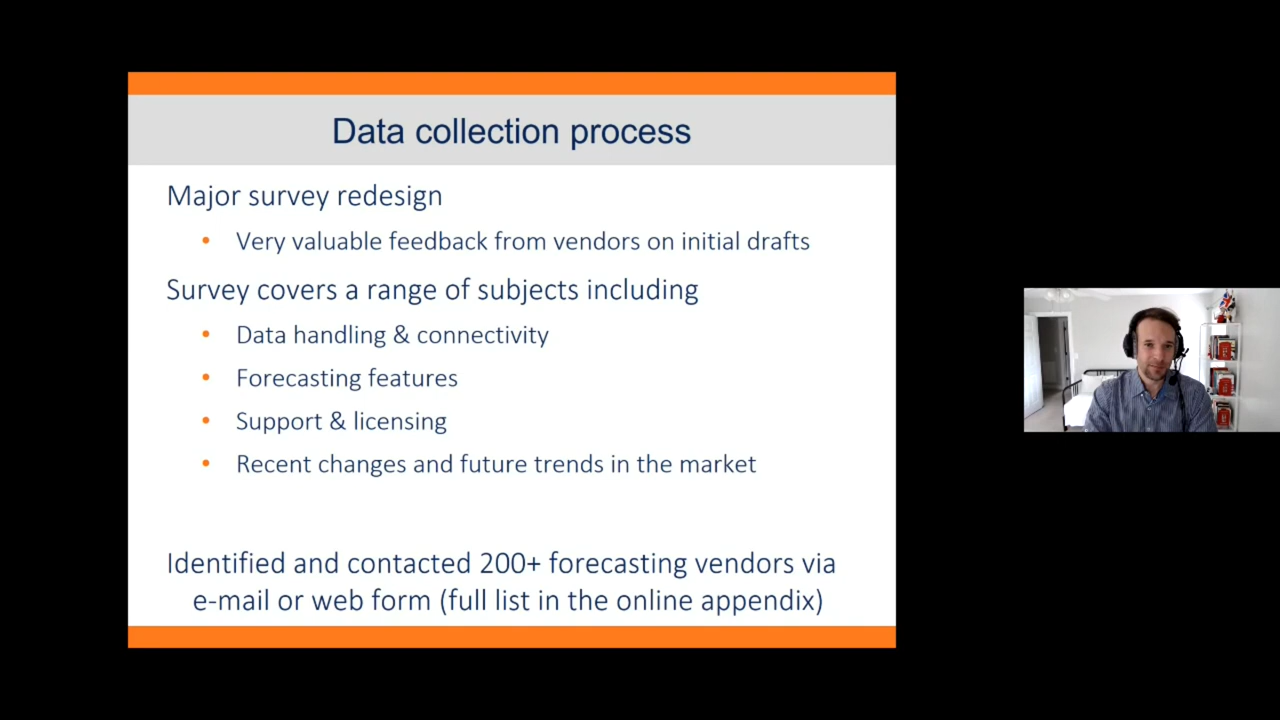 Data collection process
Major survey redesign
• Very valuable feedback from vendors on initial drafts
Survey covers a range of subjects including
• Data handling & connectivity
• Forecasting features
• Support & licensing
• Recent changes and future trends in the market
Identified and contacted 200+ forecasting vendors via
e-mail or web form (full list in the online appendix)